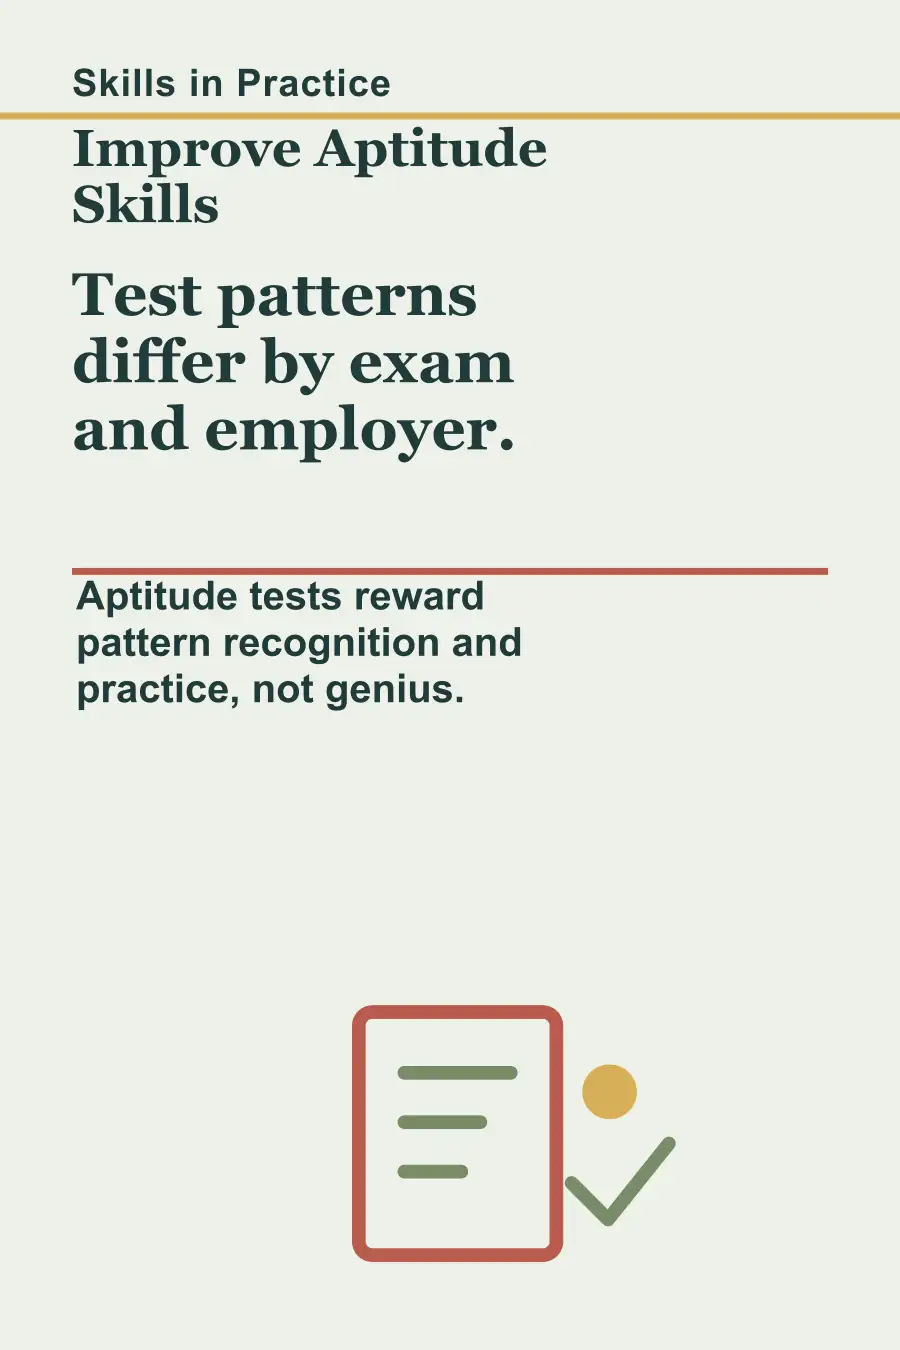 Skills in Practice
Improve Aptitude
Skills
Test patterns
differ by exam
and employer.
Aptitude tests reward
pattern recognition and
practice, not genius.